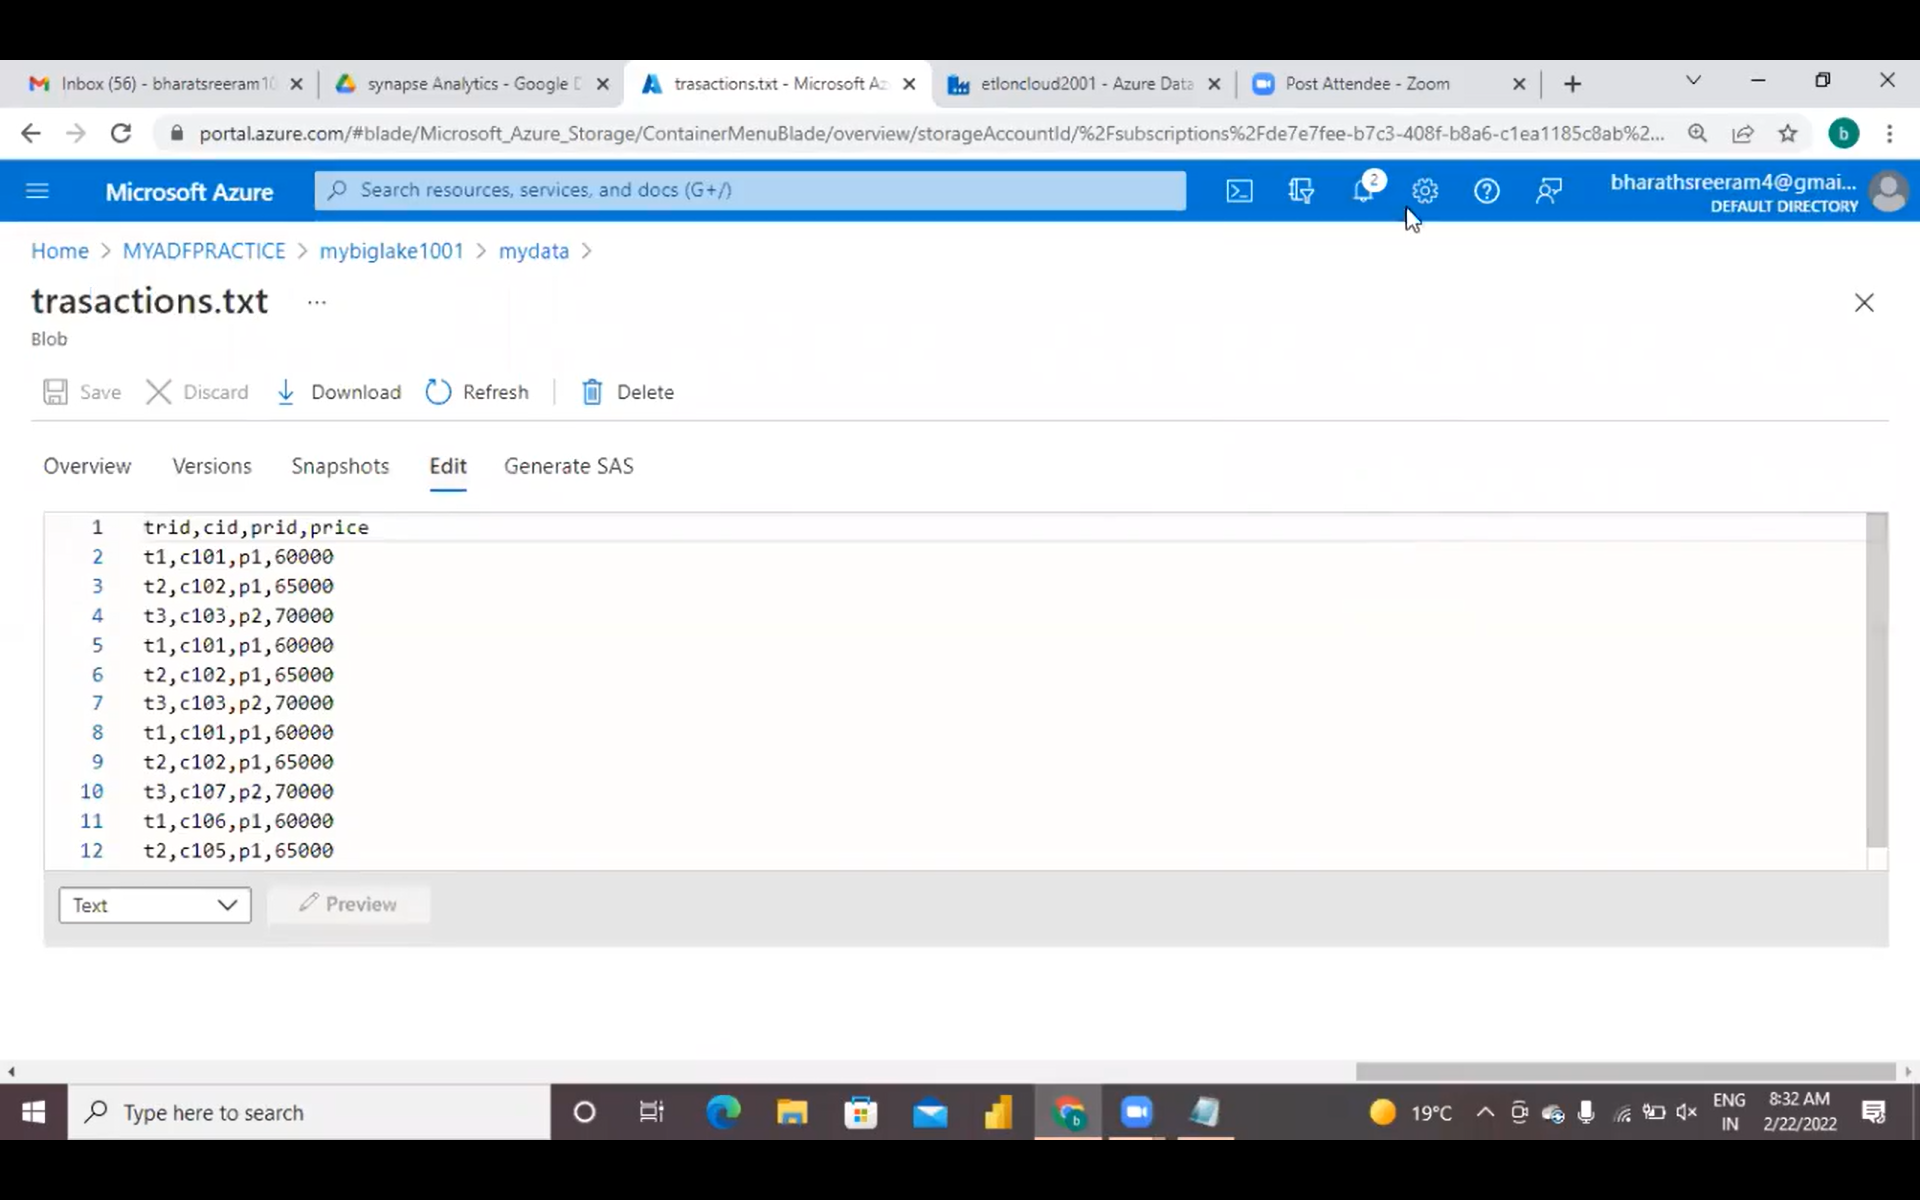 Inbox (56) - bharatsreeram10
synapse Analytics - Google D
trasactions.txt - Microsoft Az
etloncloud2001 - Azure Data
Post Attendee - Zoom
portal.azure.com/#blade/Microsoft_Azure_Storage/ContainerMenuBlade/overview/storageAccountId/%2Fsubscriptions%2Fde7e7fee-b7c3-408f-b8a6-c1ea1185c8ab%2...
b
Microsoft Azure
Search resources, services, and docs (G+/)
2
bharathsreeram4@gmai...
DEFAULT DIRECTORY
Home > MYADFPRACTICE > mybiglake1001 > mydata >
trasactions.txt ...
Blob
Save Discard Download Refresh Delete
Overview Versions Snapshots Edit Generate SAS
1 trid,cid,prid,price
2 t1,c101,p1,60000
3 t2,c102,p1,65000
4 t3,c103,p2,70000
5 t1,c101,p1,60000
6 t2,c102,p1,65000
7 t3,c103,p2,70000
8 t1,c101,p1,60000
9 t2,c102,p1,65000
10 t3,c107,p2,70000
11 t1,c106,p1,60000
12 t2,c105,p1,65000
Text Preview
Type here to search
19°C
ENG
IN
8:32 AM
2/22/2022